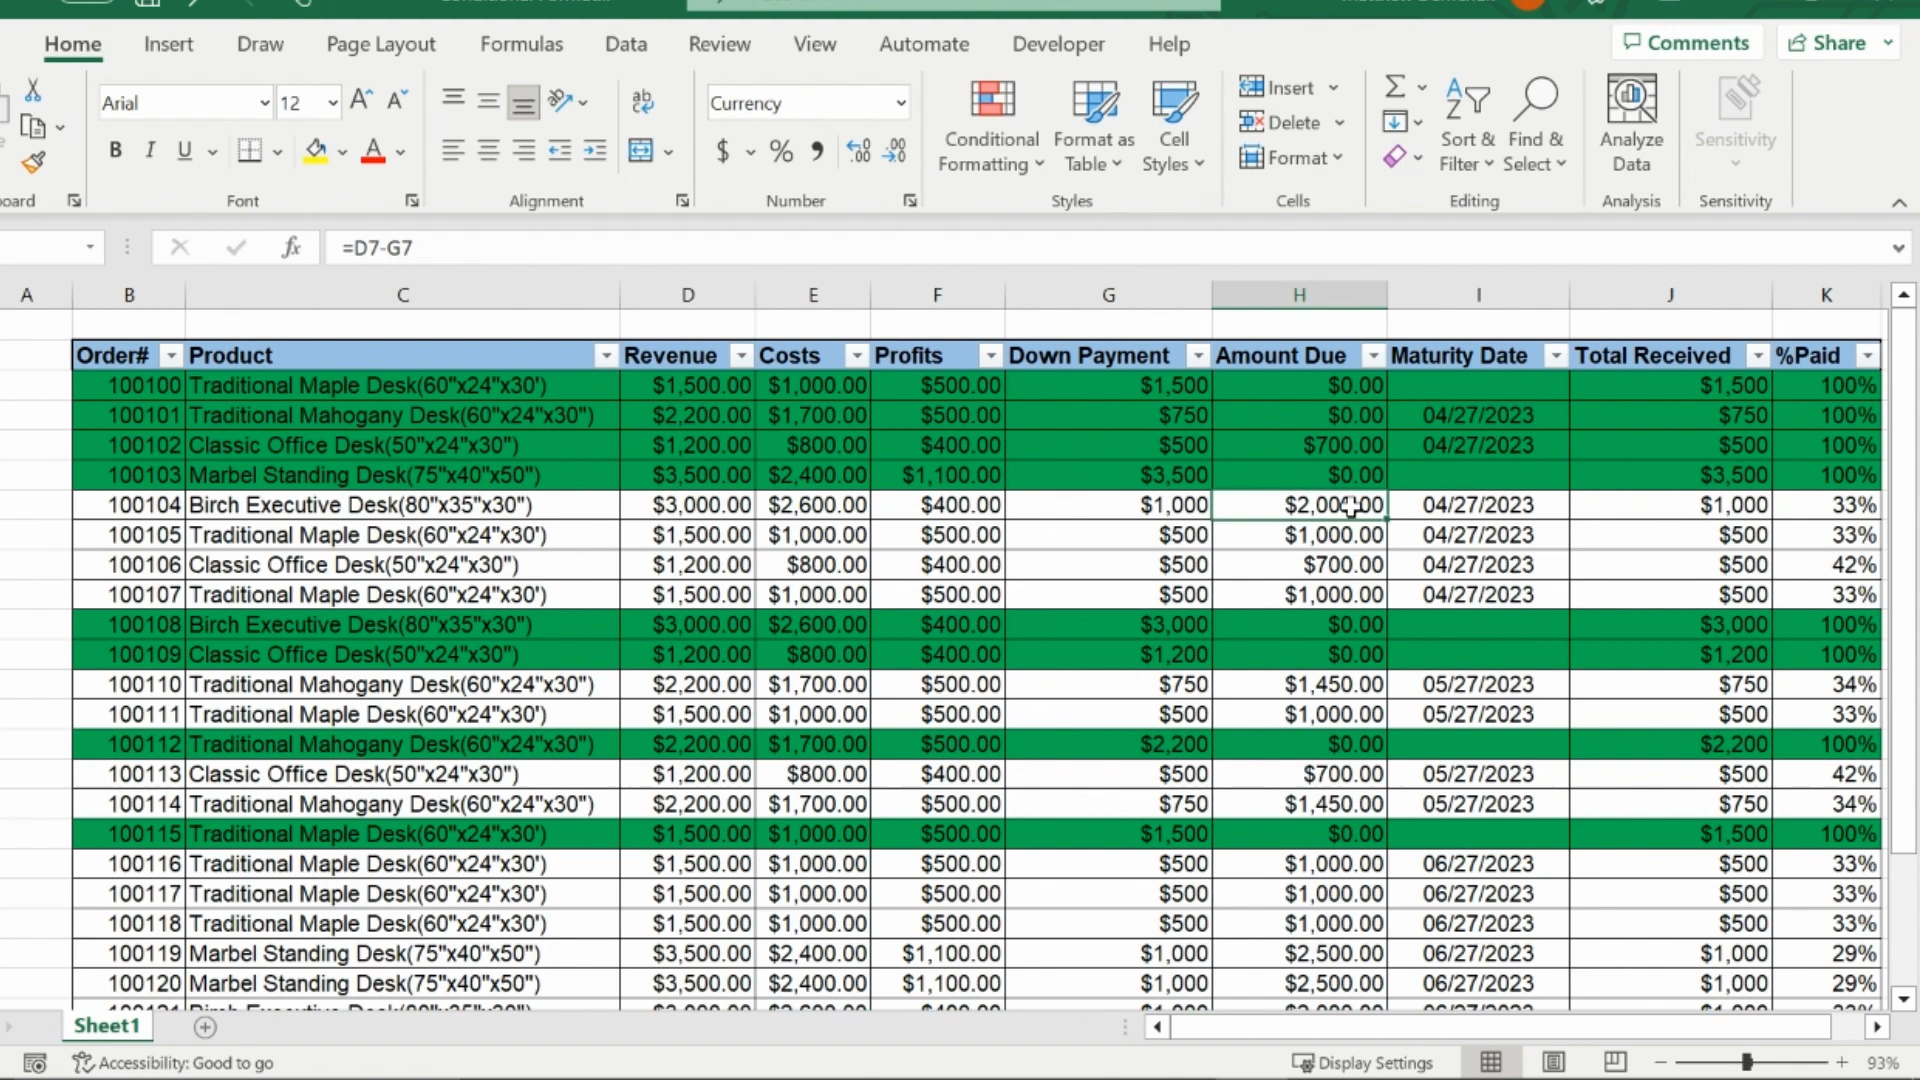 Home Insert Draw Page Layout Formulas Data Review View Automate Developer Help Comments Share
Arial 12 Currency
Conditional Formatting Format as Table Cell Styles
Insert
Delete
Format
Sort & Filter Find & Select Analyze Data Sensitivity
B I U $ %
Font Alignment Number Styles Cells Editing Analysis Sensitivity
fx =D7-G7
A B C D E F G H I J K
Order# Product Revenue Costs Profits Down Payment Amount Due Maturity Date Total Received %Paid
100100 Traditional Maple Desk(60"x24"x30') $1,500.00 $1,000.00 $500.00 $1,500 $0.00 $1,500 100%
100101 Traditional Mahogany Desk(60"x24"x30") $2,200.00 $1,700.00 $500.00 $750 $0.00 04/27/2023 $750 100%
100102 Classic Office Desk(50"x24"x30") $1,200.00 $800.00 $400.00 $500 $700.00 04/27/2023 $500 100%
100103 Marbel Standing Desk(75"x40"x50") $3,500.00 $2,400.00 $1,100.00 $3,500 $0.00 $3,500 100%
100104 Birch Executive Desk(80"x35"x30") $3,000.00 $2,600.00 $400.00 $1,000 $2,000.00 04/27/2023 $1,000 33%
100105 Traditional Maple Desk(60"x24"x30') $1,500.00 $1,000.00 $500.00 $500 $1,000.00 04/27/2023 $500 33%
100106 Classic Office Desk(50"x24"x30") $1,200.00 $800.00 $400.00 $500 $700.00 04/27/2023 $500 42%
100107 Traditional Maple Desk(60"x24"x30') $1,500.00 $1,000.00 $500.00 $500 $1,000.00 04/27/2023 $500 33%
100108 Birch Executive Desk(80"x35"x30") $3,000.00 $2,600.00 $400.00 $3,000 $0.00 $3,000 100%
100109 Classic Office Desk(50"x24"x30") $1,200.00 $800.00 $400.00 $1,200 $0.00 $1,200 100%
100110 Traditional Mahogany Desk(60"x24"x30") $2,200.00 $1,700.00 $500.00 $750 $1,450.00 05/27/2023 $750 34%
100111 Traditional Maple Desk(60"x24"x30') $1,500.00 $1,000.00 $500.00 $500 $1,000.00 05/27/2023 $500 33%
100112 Traditional Mahogany Desk(60"x24"x30") $2,200.00 $1,700.00 $500.00 $2,200 $0.00 $2,200 100%
100113 Classic Office Desk(50"x24"x30") $1,200.00 $800.00 $400.00 $500 $700.00 05/27/2023 $500 42%
100114 Traditional Mahogany Desk(60"x24"x30") $2,200.00 $1,700.00 $500.00 $750 $1,450.00 05/27/2023 $750 34%
100115 Traditional Maple Desk(60"x24"x30') $1,500.00 $1,000.00 $500.00 $1,500 $0.00 $1,500 100%
100116 Traditional Maple Desk(60"x24"x30') $1,500.00 $1,000.00 $500.00 $500 $1,000.00 06/27/2023 $500 33%
100117 Traditional Maple Desk(60"x24"x30') $1,500.00 $1,000.00 $500.00 $500 $1,000.00 06/27/2023 $500 33%
100118 Traditional Maple Desk(60"x24"x30') $1,500.00 $1,000.00 $500.00 $500 $1,000.00 06/27/2023 $500 33%
100119 Marbel Standing Desk(75"x40"x50") $3,500.00 $2,400.00 $1,100.00 $1,000 $2,500.00 06/27/2023 $1,000 29%
100120 Marbel Standing Desk(75"x40"x50") $3,500.00 $2,400.00 $1,100.00 $1,000 $2,500.00 06/27/2023 $1,000 29%
Sheet1
Accessibility: Good to go Display Settings 93%